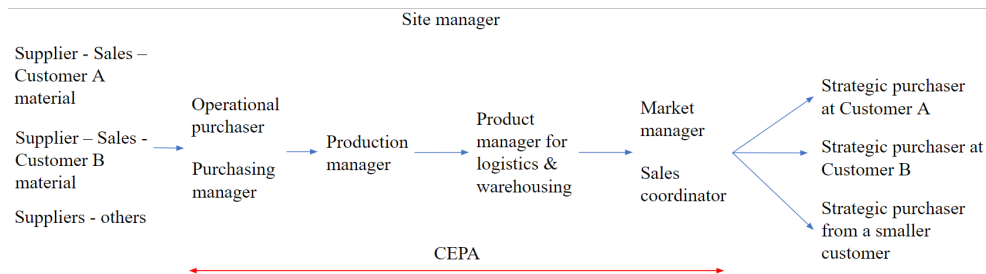 Site manager
Supplier - Sales –
Customer A
material
Supplier – Sales -
Customer B
material
Suppliers - others
Operational
purchaser
Purchasing
manager
Production
manager
Product
manager for
logistics &
warehousing
Market
manager
Sales
coordinator
Strategic purchaser
at Customer A
Strategic purchaser at
Customer B
Strategic purchaser
from a smaller
customer
CEPA